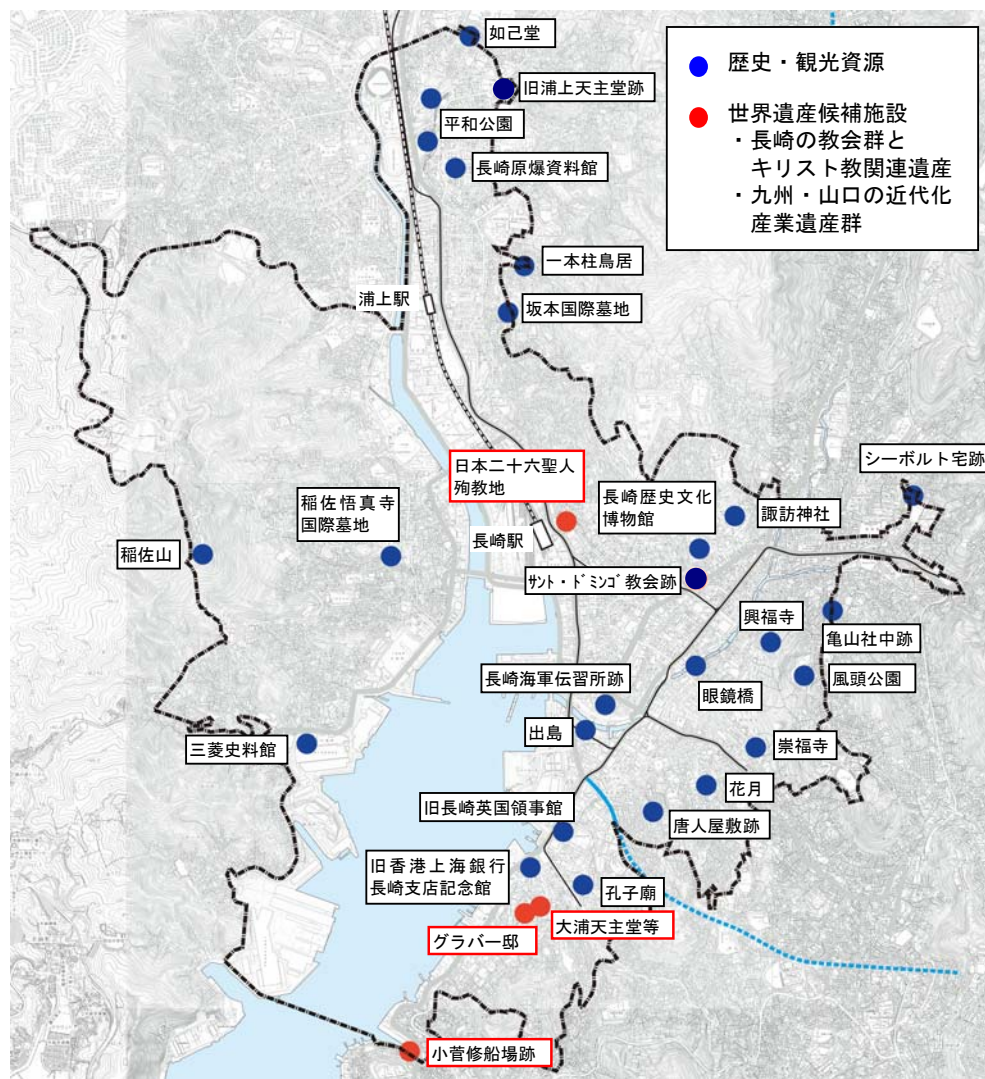 如己堂
歴史・観光資源
旧浦上天主堂跡
世界遺産候補施設
・長崎の教会群と
キリスト教関連遺産
・九州・山口の近代化
産業遺産群
平和公園
長崎原爆資料館
一本柱鳥居
浦上駅
坂本国際墓地
シーボルト宅跡
日本二十六聖人
殉教地
長崎歴史文化
博物館
稲佐悟真寺
国際墓地
諏訪神社
長崎駅
稲佐山
サント・ドミンゴ教会跡
興福寺
亀山社中跡
風頭公園
眼鏡橋
長崎海軍伝習所跡
出島
三菱史料館
崇福寺
花月
旧長崎英国領事館
唐人屋敷跡
旧香港上海銀行
長崎支店記念館
孔子廟
大浦天主堂等
グラバー邸
小菅修船場跡